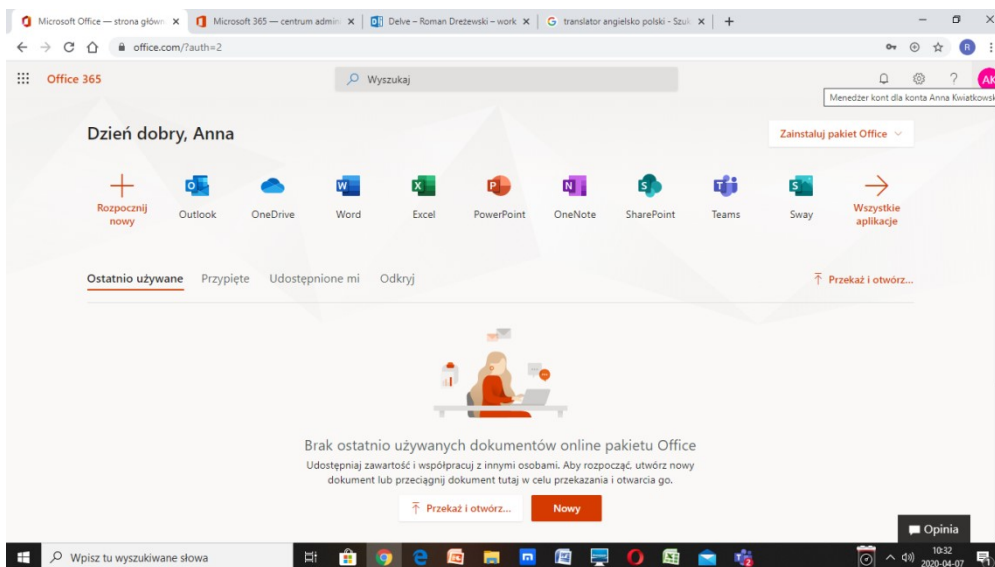 Microsoft Office — strona główn
Microsoft 365 — centrum admin
Delve – Roman Dreżewski – work
translator angielsko polski - Szuk
office.com/?auth=2
R
Office 365
Wyszukaj
AK
Menedżer kont dla konta Anna Kwiatkowsk
Dzień dobry, Anna
Zainstaluj pakiet Office
Rozpocznij
nowy
Outlook
OneDrive
Word
Excel
PowerPoint
OneNote
SharePoint
Teams
Sway
Wszystkie
aplikacje
Ostatnio używane Przypięte Udostępnione mi Odkryj
Przekaż i otwórz...
Brak ostatnio używanych dokumentów online pakietu Office
Udostępniaj zawartość i współpracuj z innymi osobami. Aby rozpocząć, utwórz nowy
dokument lub przeciągnij dokument tutaj w celu przekazania i otwarcia go.
Przekaż i otwórz...
Nowy
Opinia
Wpisz tu wyszukiwane słowa
10:32
2020-04-07